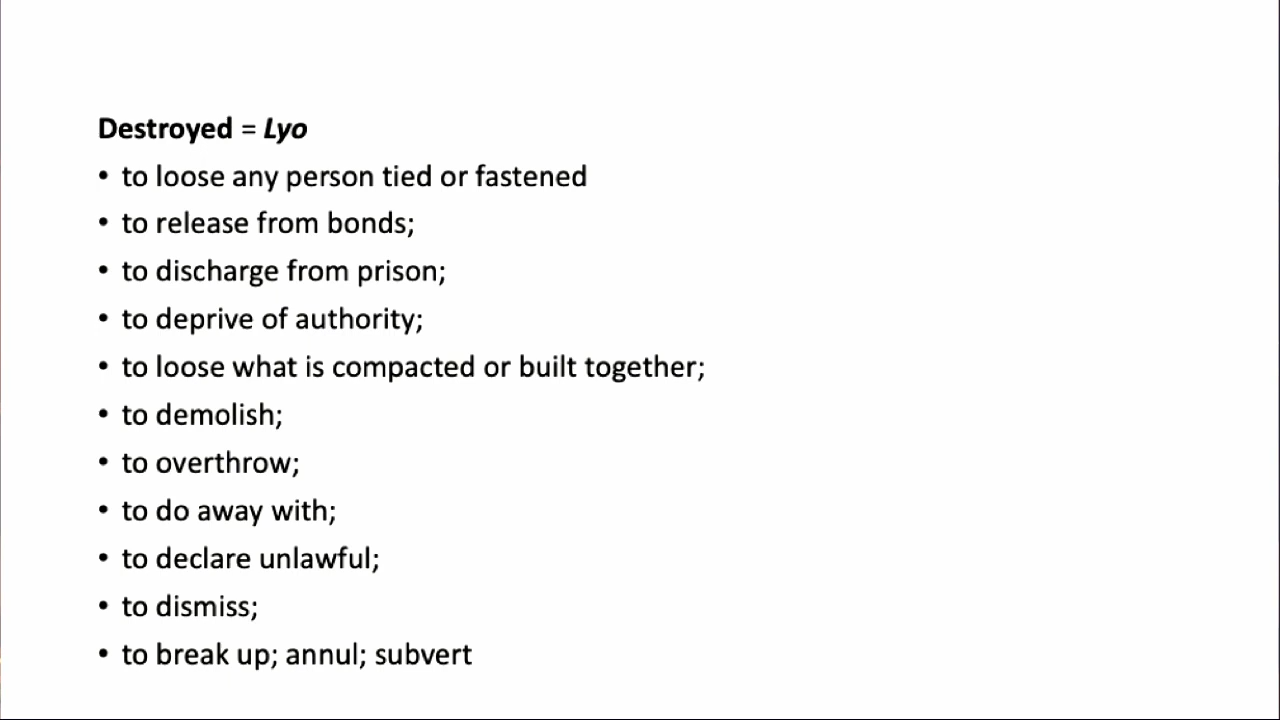 Destroyed = Lyo
• to loose any person tied or fastened
• to release from bonds;
• to discharge from prison;
• to deprive of authority;
• to loose what is compacted or built together;
• to demolish;
• to overthrow;
• to do away with;
• to declare unlawful;
• to dismiss;
• to break up; annul; subvert